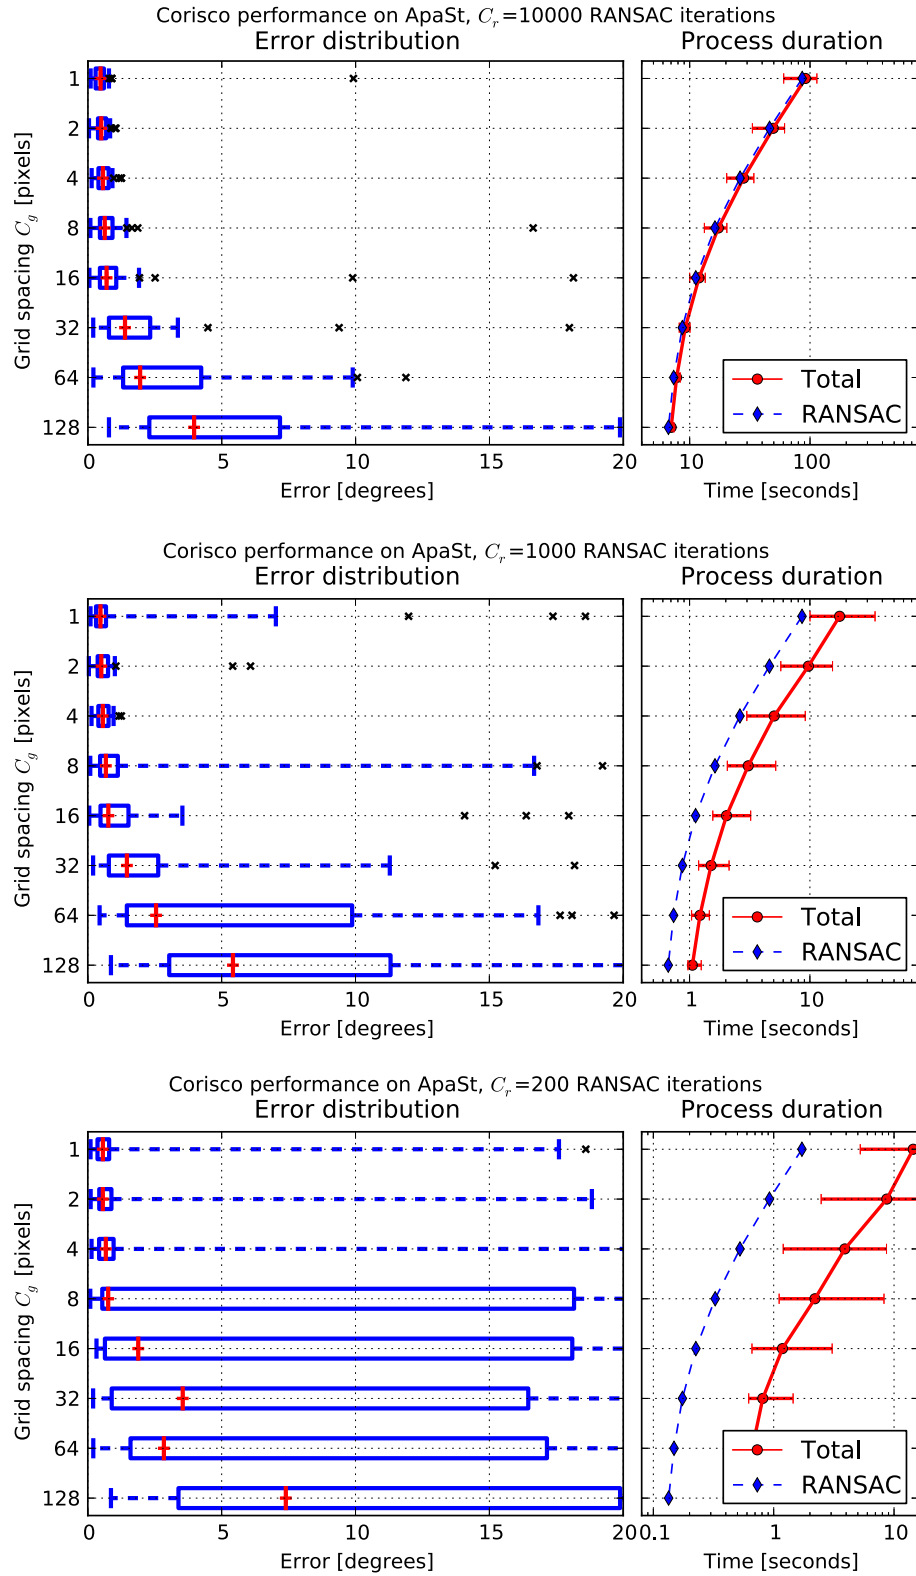 Corisco performance on ApaSt, C_r=10000 RANSAC iterations
Error distribution
Process duration
Grid spacing C_g [pixels]
1
2
4
8
16
32
64
128
0 5 10 15 20
Error [degrees]
Total
RANSAC
10 100
Time [seconds]
Corisco performance on ApaSt, C_r=1000 RANSAC iterations
Error distribution
Process duration
Grid spacing C_g [pixels]
1
2
4
8
16
32
64
128
0 5 10 15 20
Error [degrees]
Total
RANSAC
1 10
Time [seconds]
Corisco performance on ApaSt, C_r=200 RANSAC iterations
Error distribution
Process duration
Grid spacing C_g [pixels]
1
2
4
8
16
32
64
128
0 5 10 15 20
Error [degrees]
Total
RANSAC
0.1 1 10
Time [seconds]